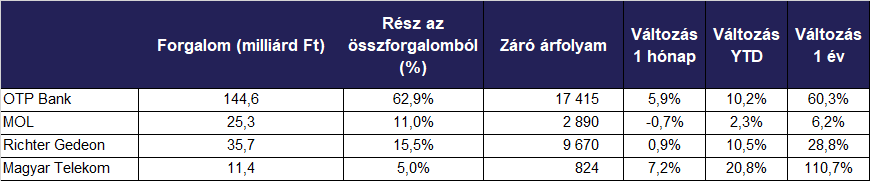 Forgalom (milliárd Ft) Rész az összforgalomból (%) Záró árfolyam Változás 1 hónap Változás YTD Változás 1 év
OTP Bank 144,6 62,9% 17 415 5,9% 10,2% 60,3%
MOL 25,3 11,0% 2 890 -0,7% 2,3% 6,2%
Richter Gedeon 35,7 15,5% 9 670 0,9% 10,5% 28,8%
Magyar Telekom 11,4 5,0% 824 7,2% 20,8% 110,7%